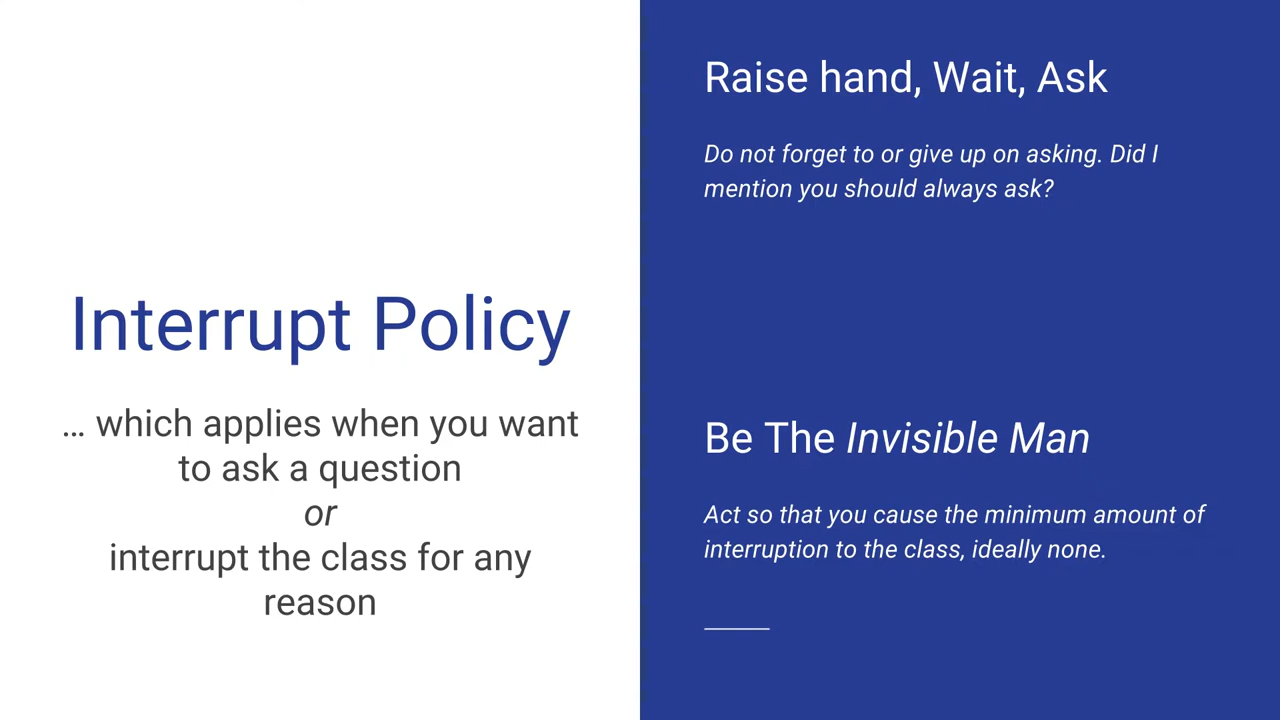 Interrupt Policy
… which applies when you want
to ask a question
or
interrupt the class for any
reason
Raise hand, Wait, Ask
Do not forget to or give up on asking. Did I
mention you should always ask?
Be The Invisible Man
Act so that you cause the minimum amount of
interruption to the class, ideally none.